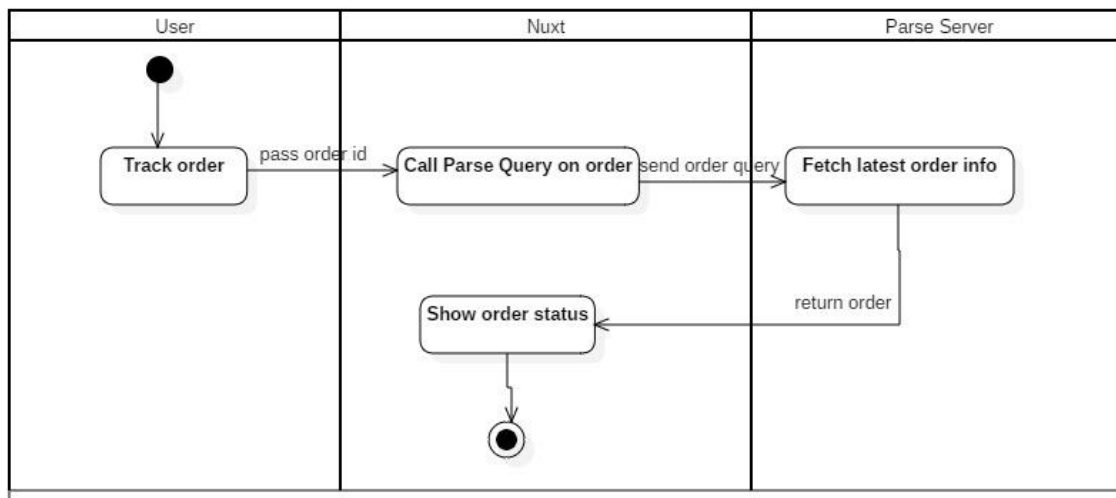 User
Nuxt
Parse Server
Track order
pass order id
Call Parse Query on order
send order query
Fetch latest order info
return order
Show order status